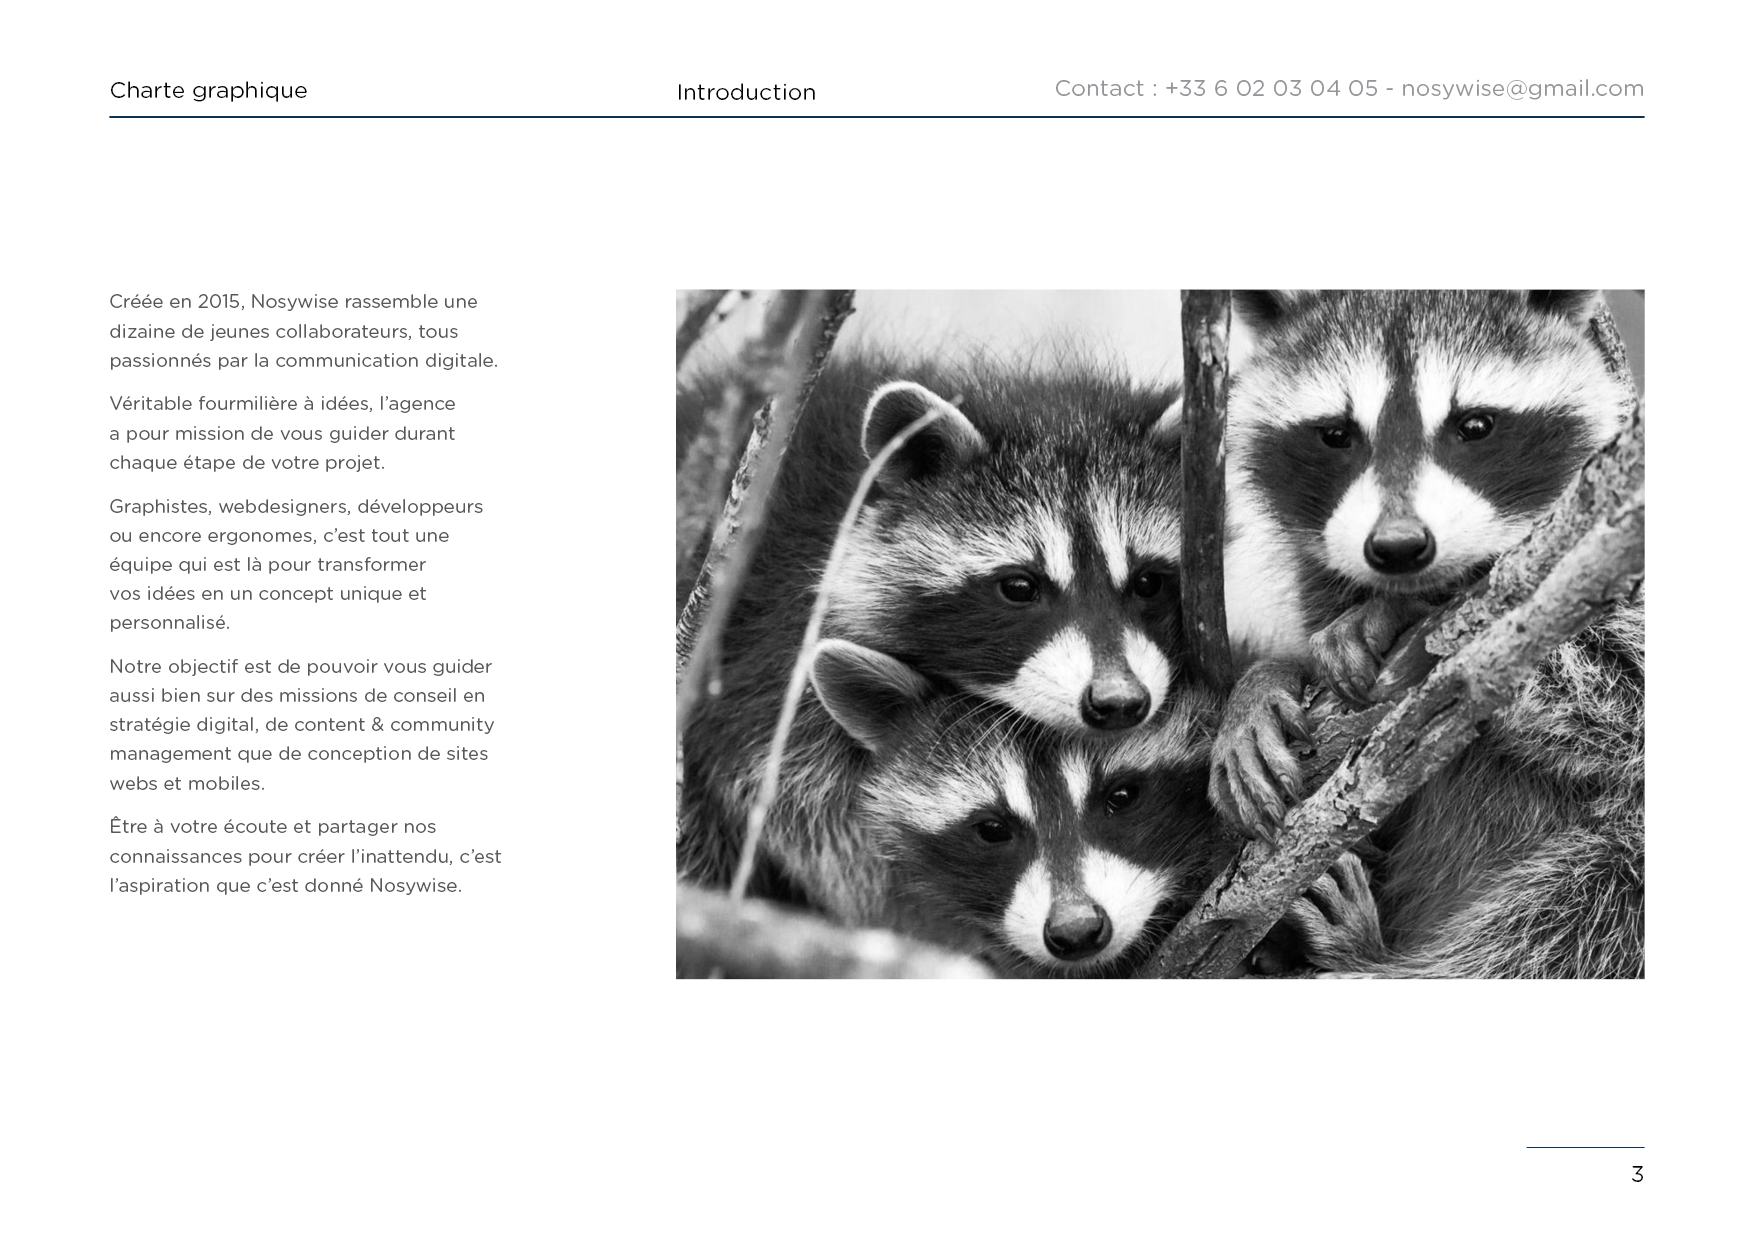 Charte graphique
Introduction
Contact : +33 6 02 03 04 05 - nosywise@gmail.com
Créée en 2015, Nosywise rassemble une
dizaine de jeunes collaborateurs, tous
passionnés par la communication digitale.
Véritable fourmilière à idées, l’agence
a pour mission de vous guider durant
chaque étape de votre projet.
Graphistes, webdesigners, développeurs
ou encore ergonomes, c’est tout une
équipe qui est là pour transformer
vos idées en un concept unique et
personnalisé.
Notre objectif est de pouvoir vous guider
aussi bien sur des missions de conseil en
stratégie digital, de content & community
management que de conception de sites
webs et mobiles.
Être à votre écoute et partager nos
connaissances pour créer l’inattendu, c’est
l’aspiration que c’est donné Nosywise.
3